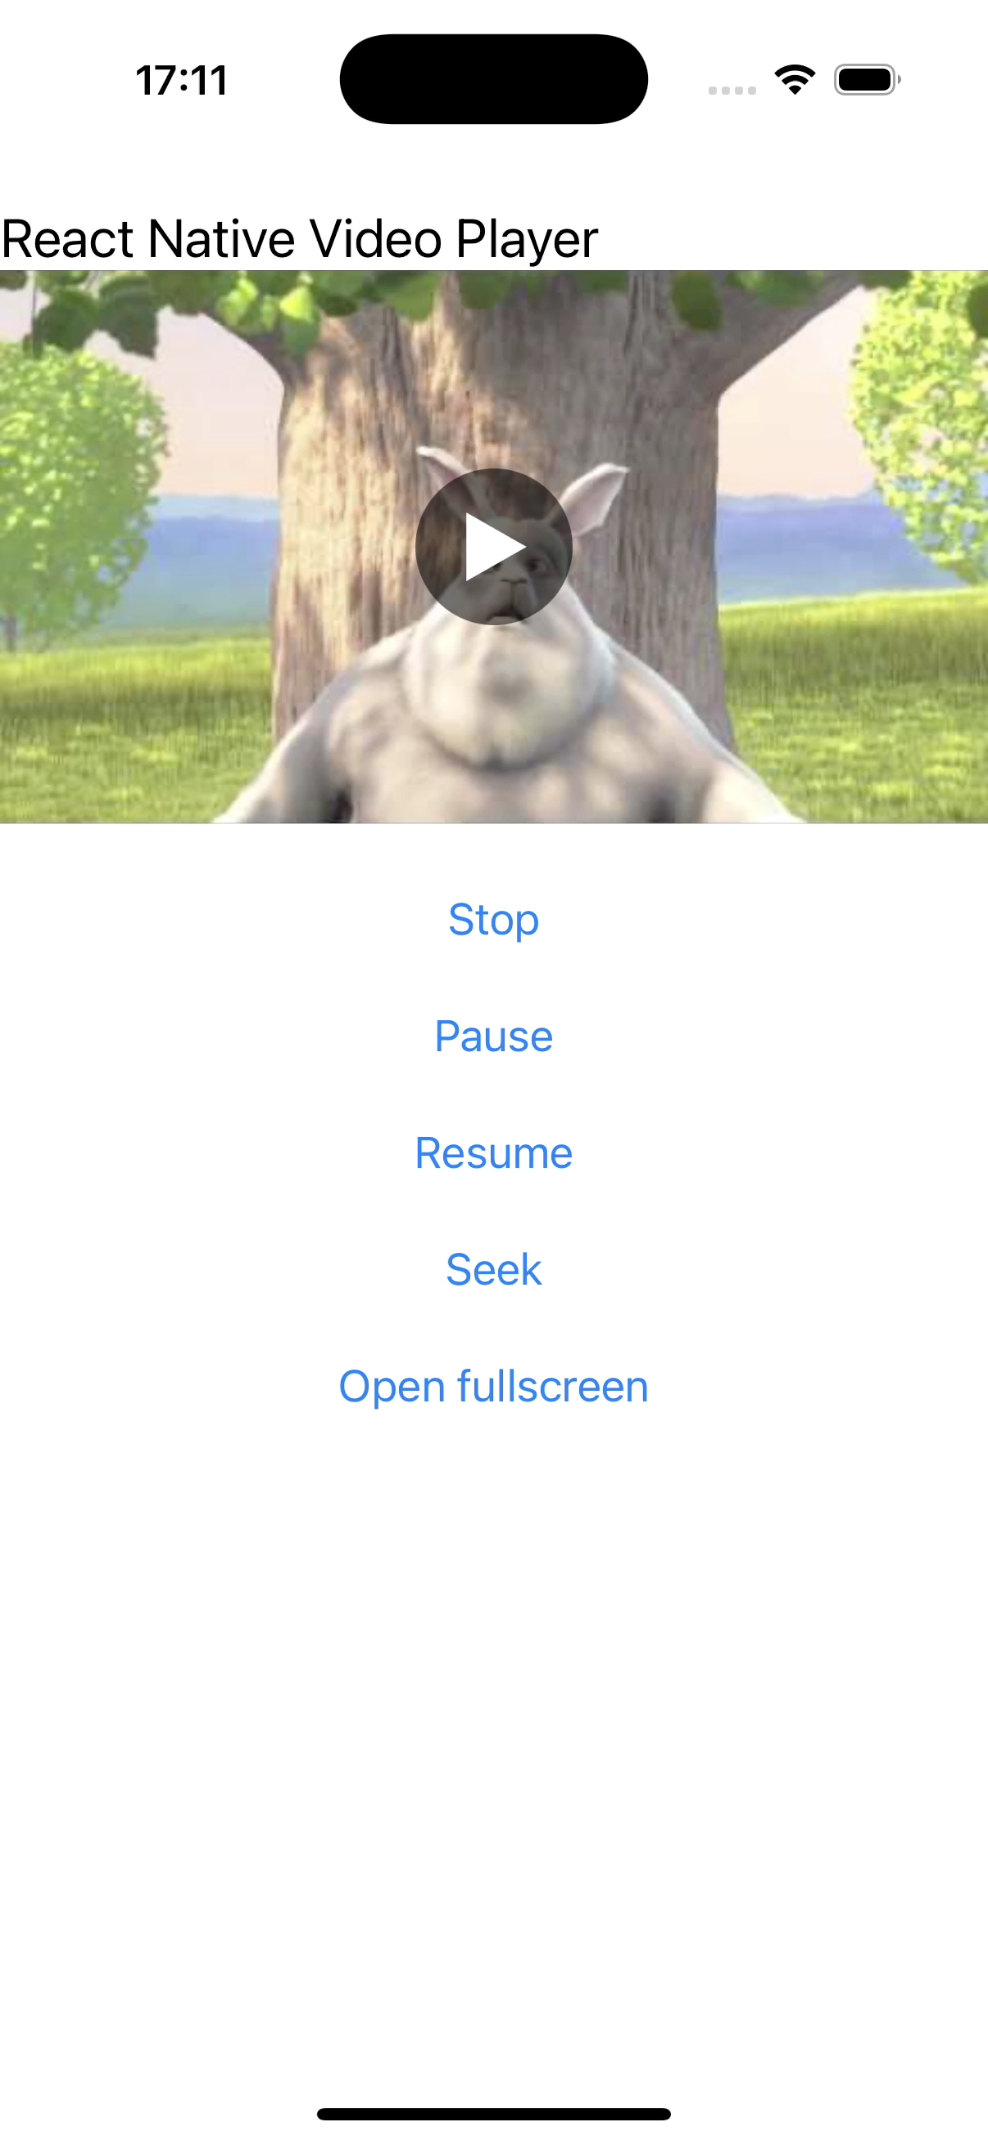 17:11
React Native Video Player
Stop
Pause
Resume
Seek
Open fullscreen